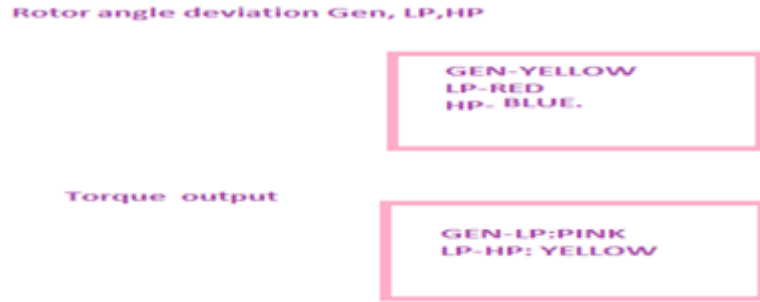 Rotor angle deviation Gen, LP,HP
GEN-YELLOW
LP-RED
HP- BLUE.
Torque output
GEN-LP:PINK
LP-HP: YELLOW